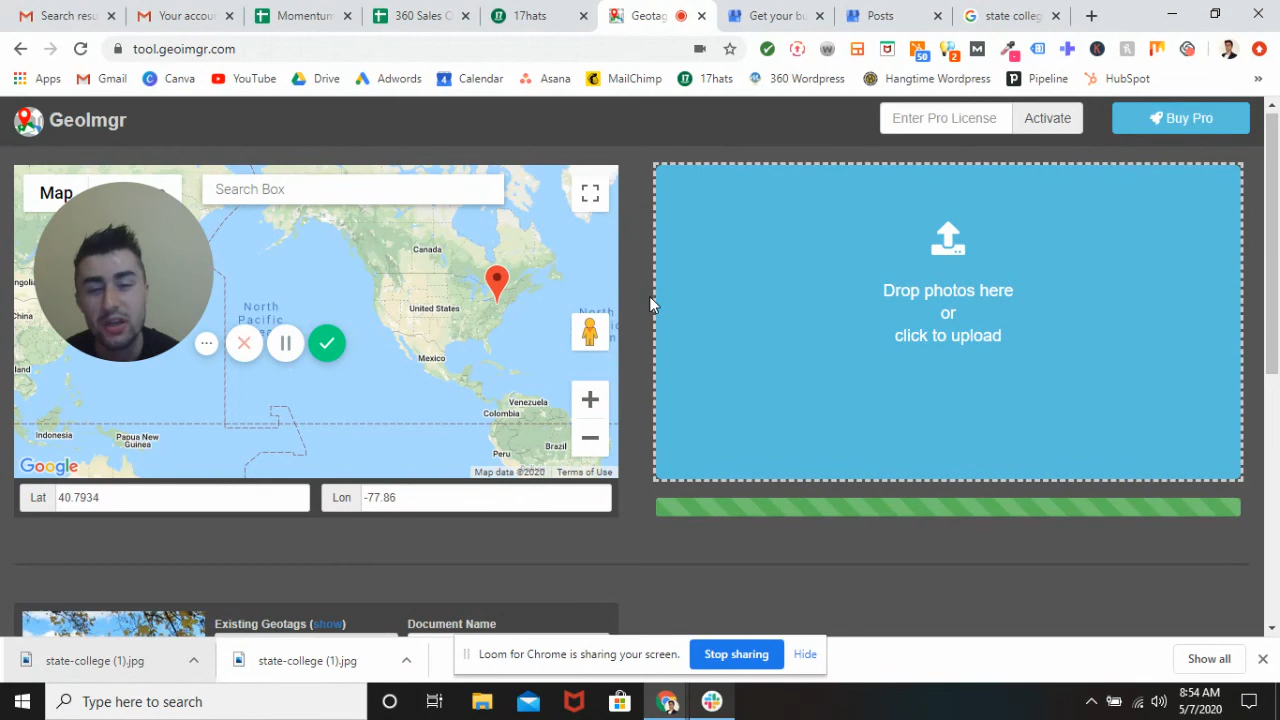 Search resu
Your accou
Momentum
360 Sales C
17hats
Geotag
Get your bu
Posts
state colleg
tool.geoimgr.com
50
2
Apps
Gmail
Canva
YouTube
Drive
Adwords
4
Calendar
Asana
MailChimp
17
17hats
360 Wordpress
Hangtime Wordpress
Pipeline
HubSpot
»
GeoImgr
Enter Pro License
Activate
Buy Pro
Map
Search Box
Canada
North
Pacific
United States
Mexico
Venezuela
Colombia
Brazil
Peru
Indonesia
Papua New
Guinea
China
Google
Map data ©2020
Terms of Use
Lat
40.7934
Lon
-77.86
Drop photos here
or
click to upload
Existing Geotags (show)
Document Name
Loom for Chrome is sharing your screen.
Stop sharing
Hide
state-college (1).jpg
state-college (1).jpg
Show all
Type here to search
8:54 AM
5/7/2020